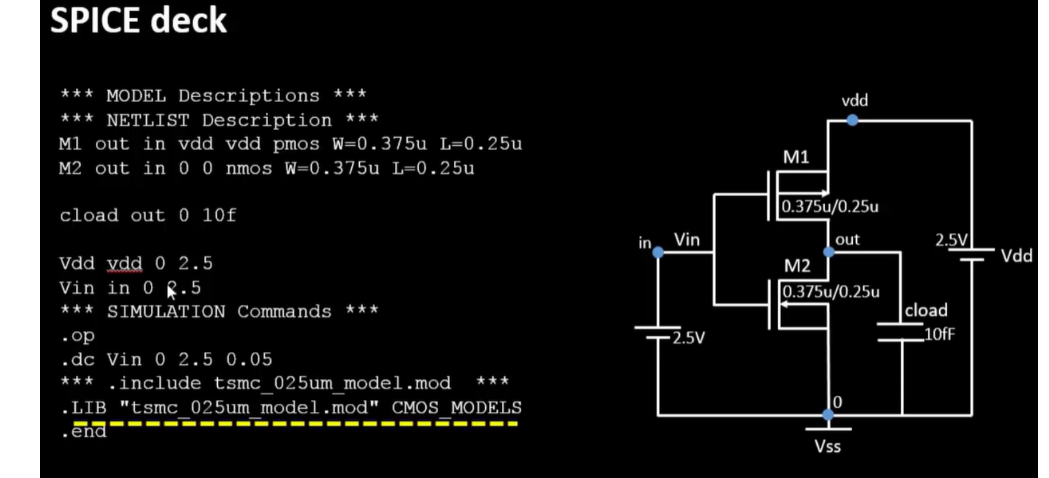 SPICE deck
*** MODEL Descriptions ***
*** NETLIST Description ***
M1 out in vdd vdd pmos W=0.375u L=0.25u
M2 out in 0 0 nmos W=0.375u L=0.25u
cload out 0 10f
Vdd vdd 0 2.5
Vin in 0 2.5
*** SIMULATION Commands ***
.op
.dc Vin 0 2.5 0.05
*** .include tsmc_025um_model.mod ***
.LIB "tsmc_025um_model.mod" CMOS_MODELS
.end
vdd
M1
0.375u/0.25u
in
Vin
out
2.5V
Vdd
M2
0.375u/0.25u
cload
10fF
2.5V
0
Vss